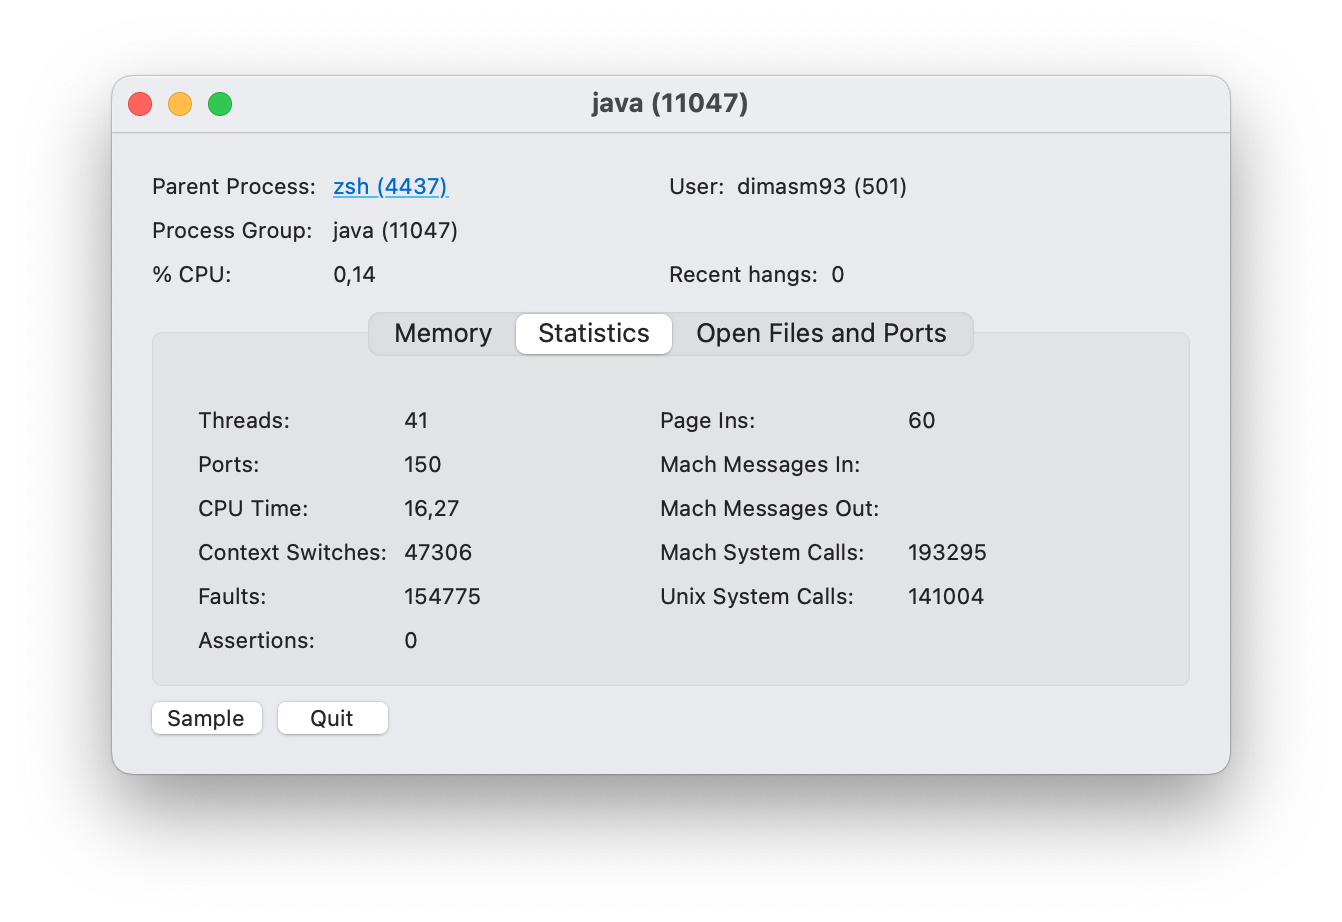 java (11047)
Parent Process: zsh (4437) User: dimasm93 (501)
Process Group: java (11047)
% CPU: 0,14 Recent hangs: 0
Memory Statistics Open Files and Ports
Threads: 41 Page Ins: 60
Ports: 150 Mach Messages In:
CPU Time: 16,27 Mach Messages Out:
Context Switches: 47306 Mach System Calls: 193295
Faults: 154775 Unix System Calls: 141004
Assertions: 0
Sample Quit